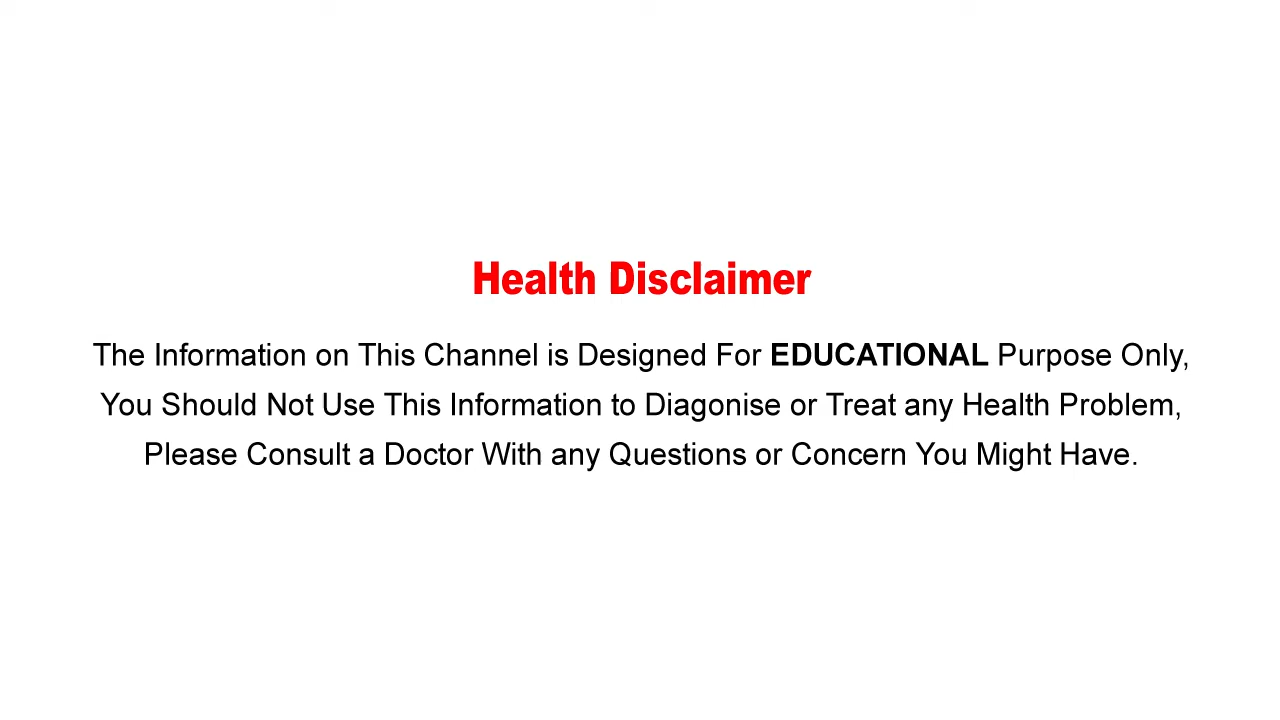 Health Disclaimer
The Information on This Channel is Designed For EDUCATIONAL Purpose Only,
You Should Not Use This Information to Diagonise or Treat any Health Problem,
Please Consult a Doctor With any Questions or Concern You Might Have.